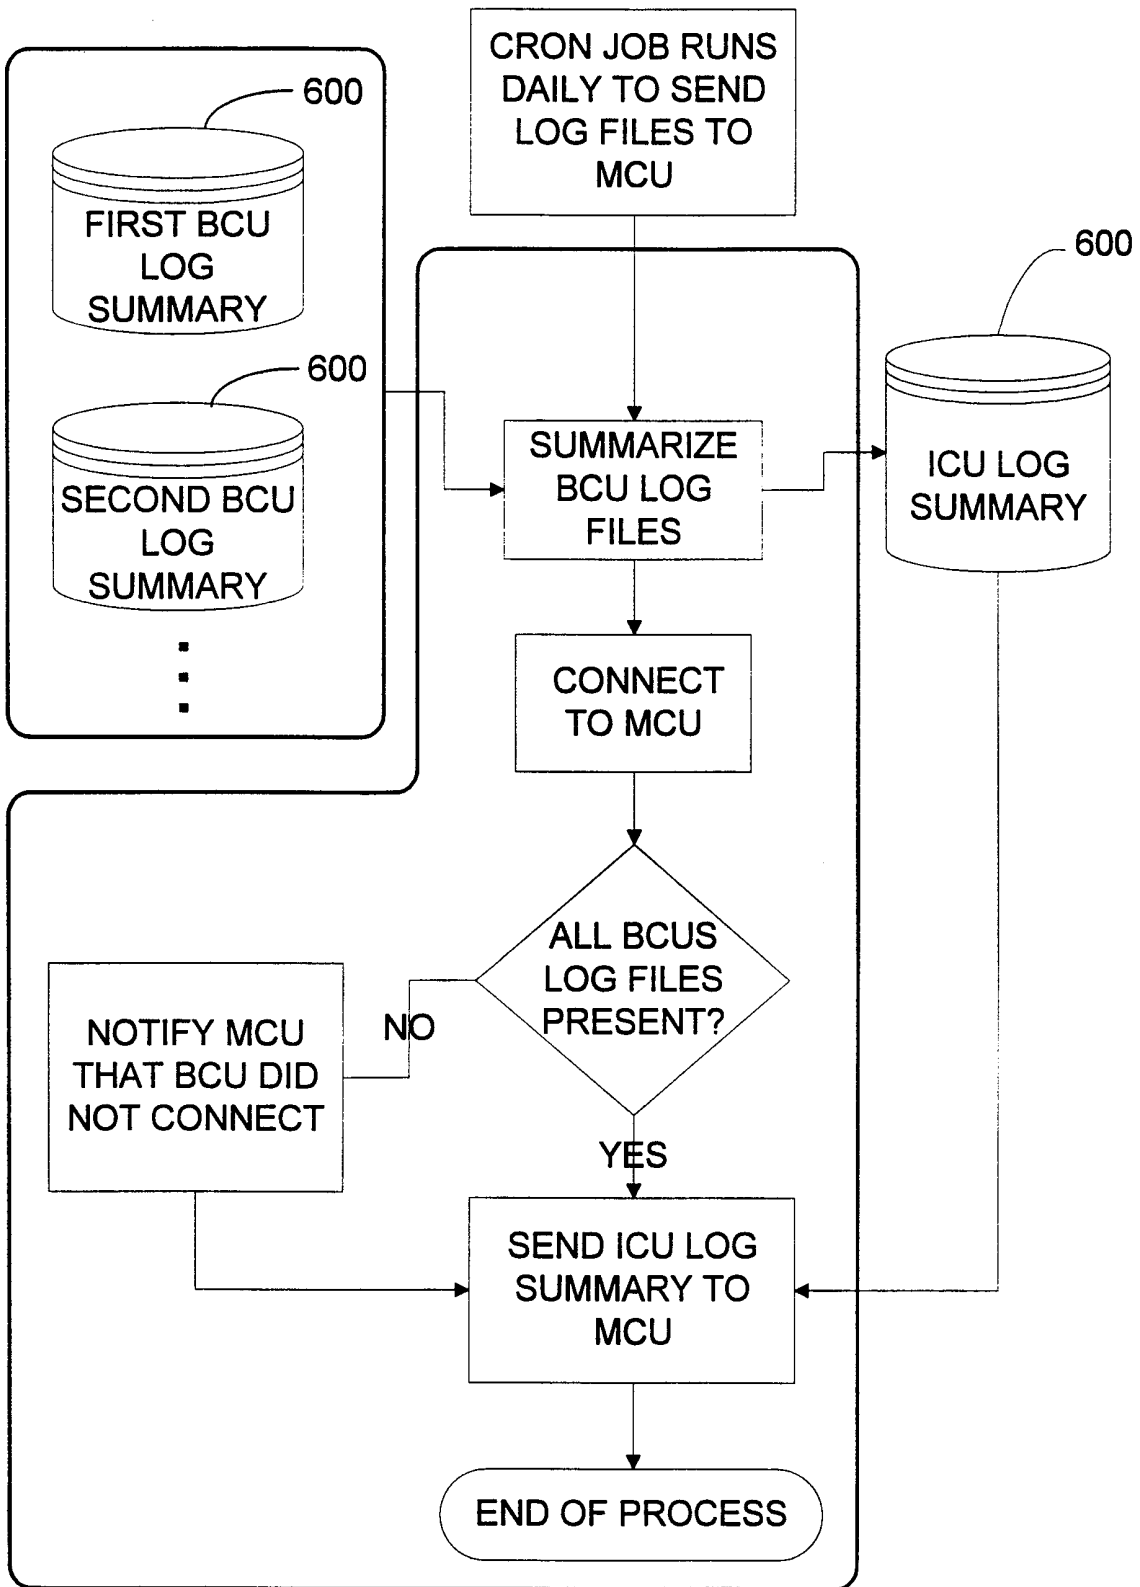 CRON JOB RUNS
DAILY TO SEND
LOG FILES TO
MCU
600
FIRST BCU
LOG
SUMMARY
600
SECOND BCU
LOG
SUMMARY
600
ICU LOG
SUMMARY
SUMMARIZE
BCU LOG
FILES
CONNECT
TO MCU
ALL BCUS
LOG FILES
PRESENT?
NO
NOTIFY MCU
THAT BCU DID
NOT CONNECT
YES
SEND ICU LOG
SUMMARY TO
MCU
END OF PROCESS